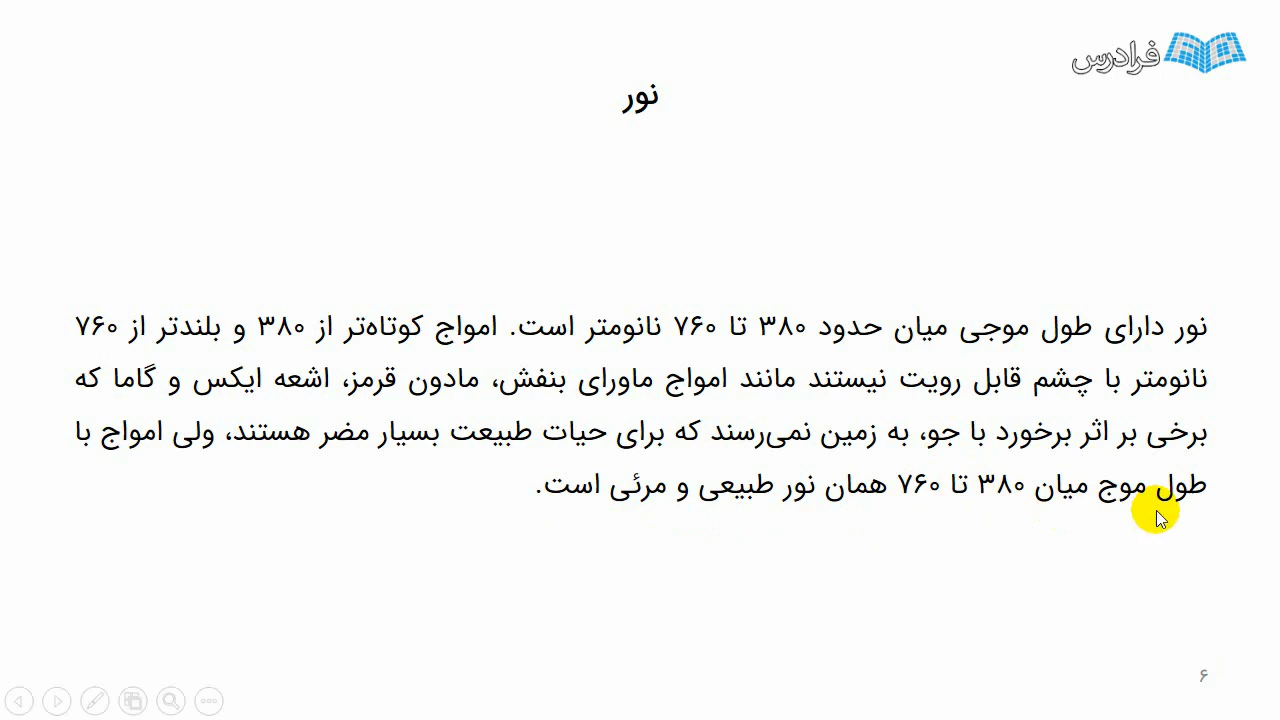 فرادرس
نور
نور دارای طول موجی میان حدود ۳۸۰ تا ۷۶۰ نانومتر است. امواج کوتاه‌تر از ۳۸۰ و بلندتر از ۷۶۰
نانومتر با چشم قابل رویت نیستند مانند امواج ماورای بنفش، مادون قرمز، اشعه ایکس و گاما که
برخی بر اثر برخورد با جو، به زمین نمی‌رسند که برای حیات طبیعت بسیار مضر هستند، ولی امواج با
طول موج میان ۳۸۰ تا ۷۶۰ همان نور طبیعی و مرئی است.
۶